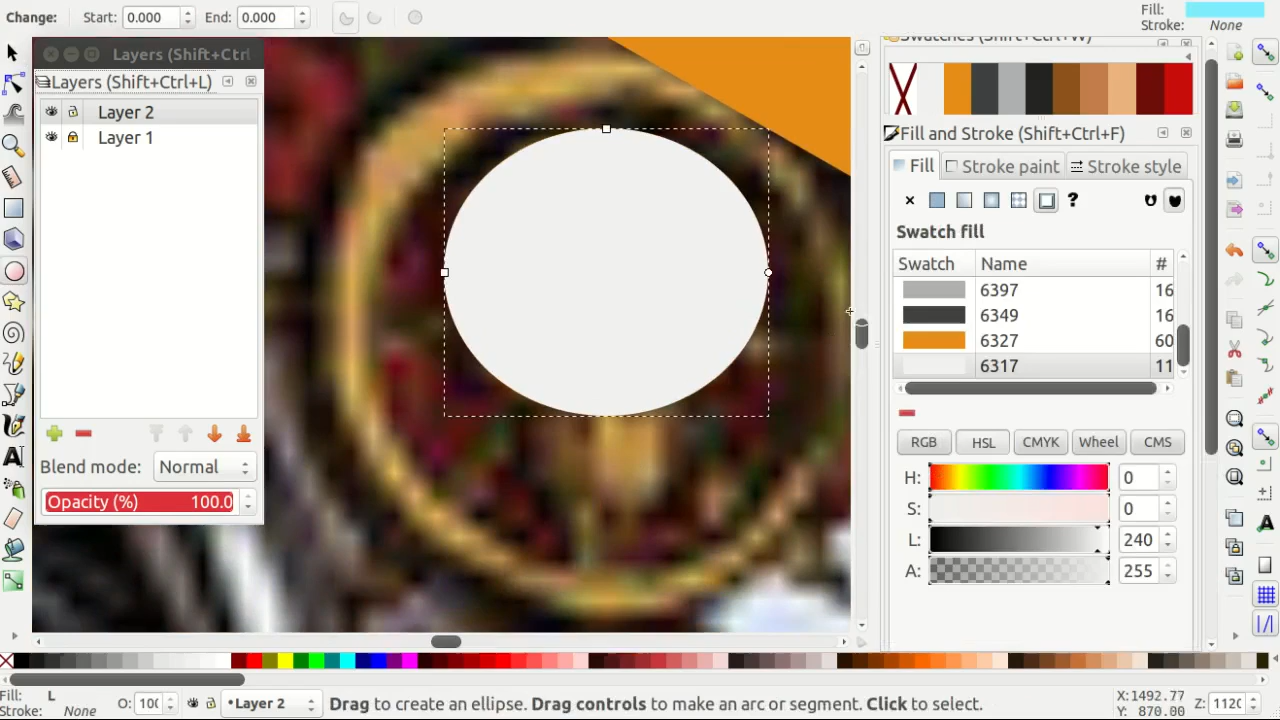 Change: Start: 0.000 End: 0.000
Fill:
Stroke: None
Layers (Shift+Ctrl
Layers (Shift+Ctrl+L)
Layer 2
Layer 1
Blend mode: Normal
Opacity (%) 100.0
Swatches (Shift+Ctrl+W)
Fill and Stroke (Shift+Ctrl+F)
Fill Stroke paint Stroke style
?
Swatch fill
Swatch Name #
6397 16
6349 16
6327 60
6317 11
RGB HSL CMYK Wheel CMS
H: 0
S: 0
L: 240
A: 255
Fill: L
Stroke: None
O: 100
•Layer 2
Drag to create an ellipse. Drag controls to make an arc or segment. Click to select.
X:1492.77
Y: 870.00
Z: 1120